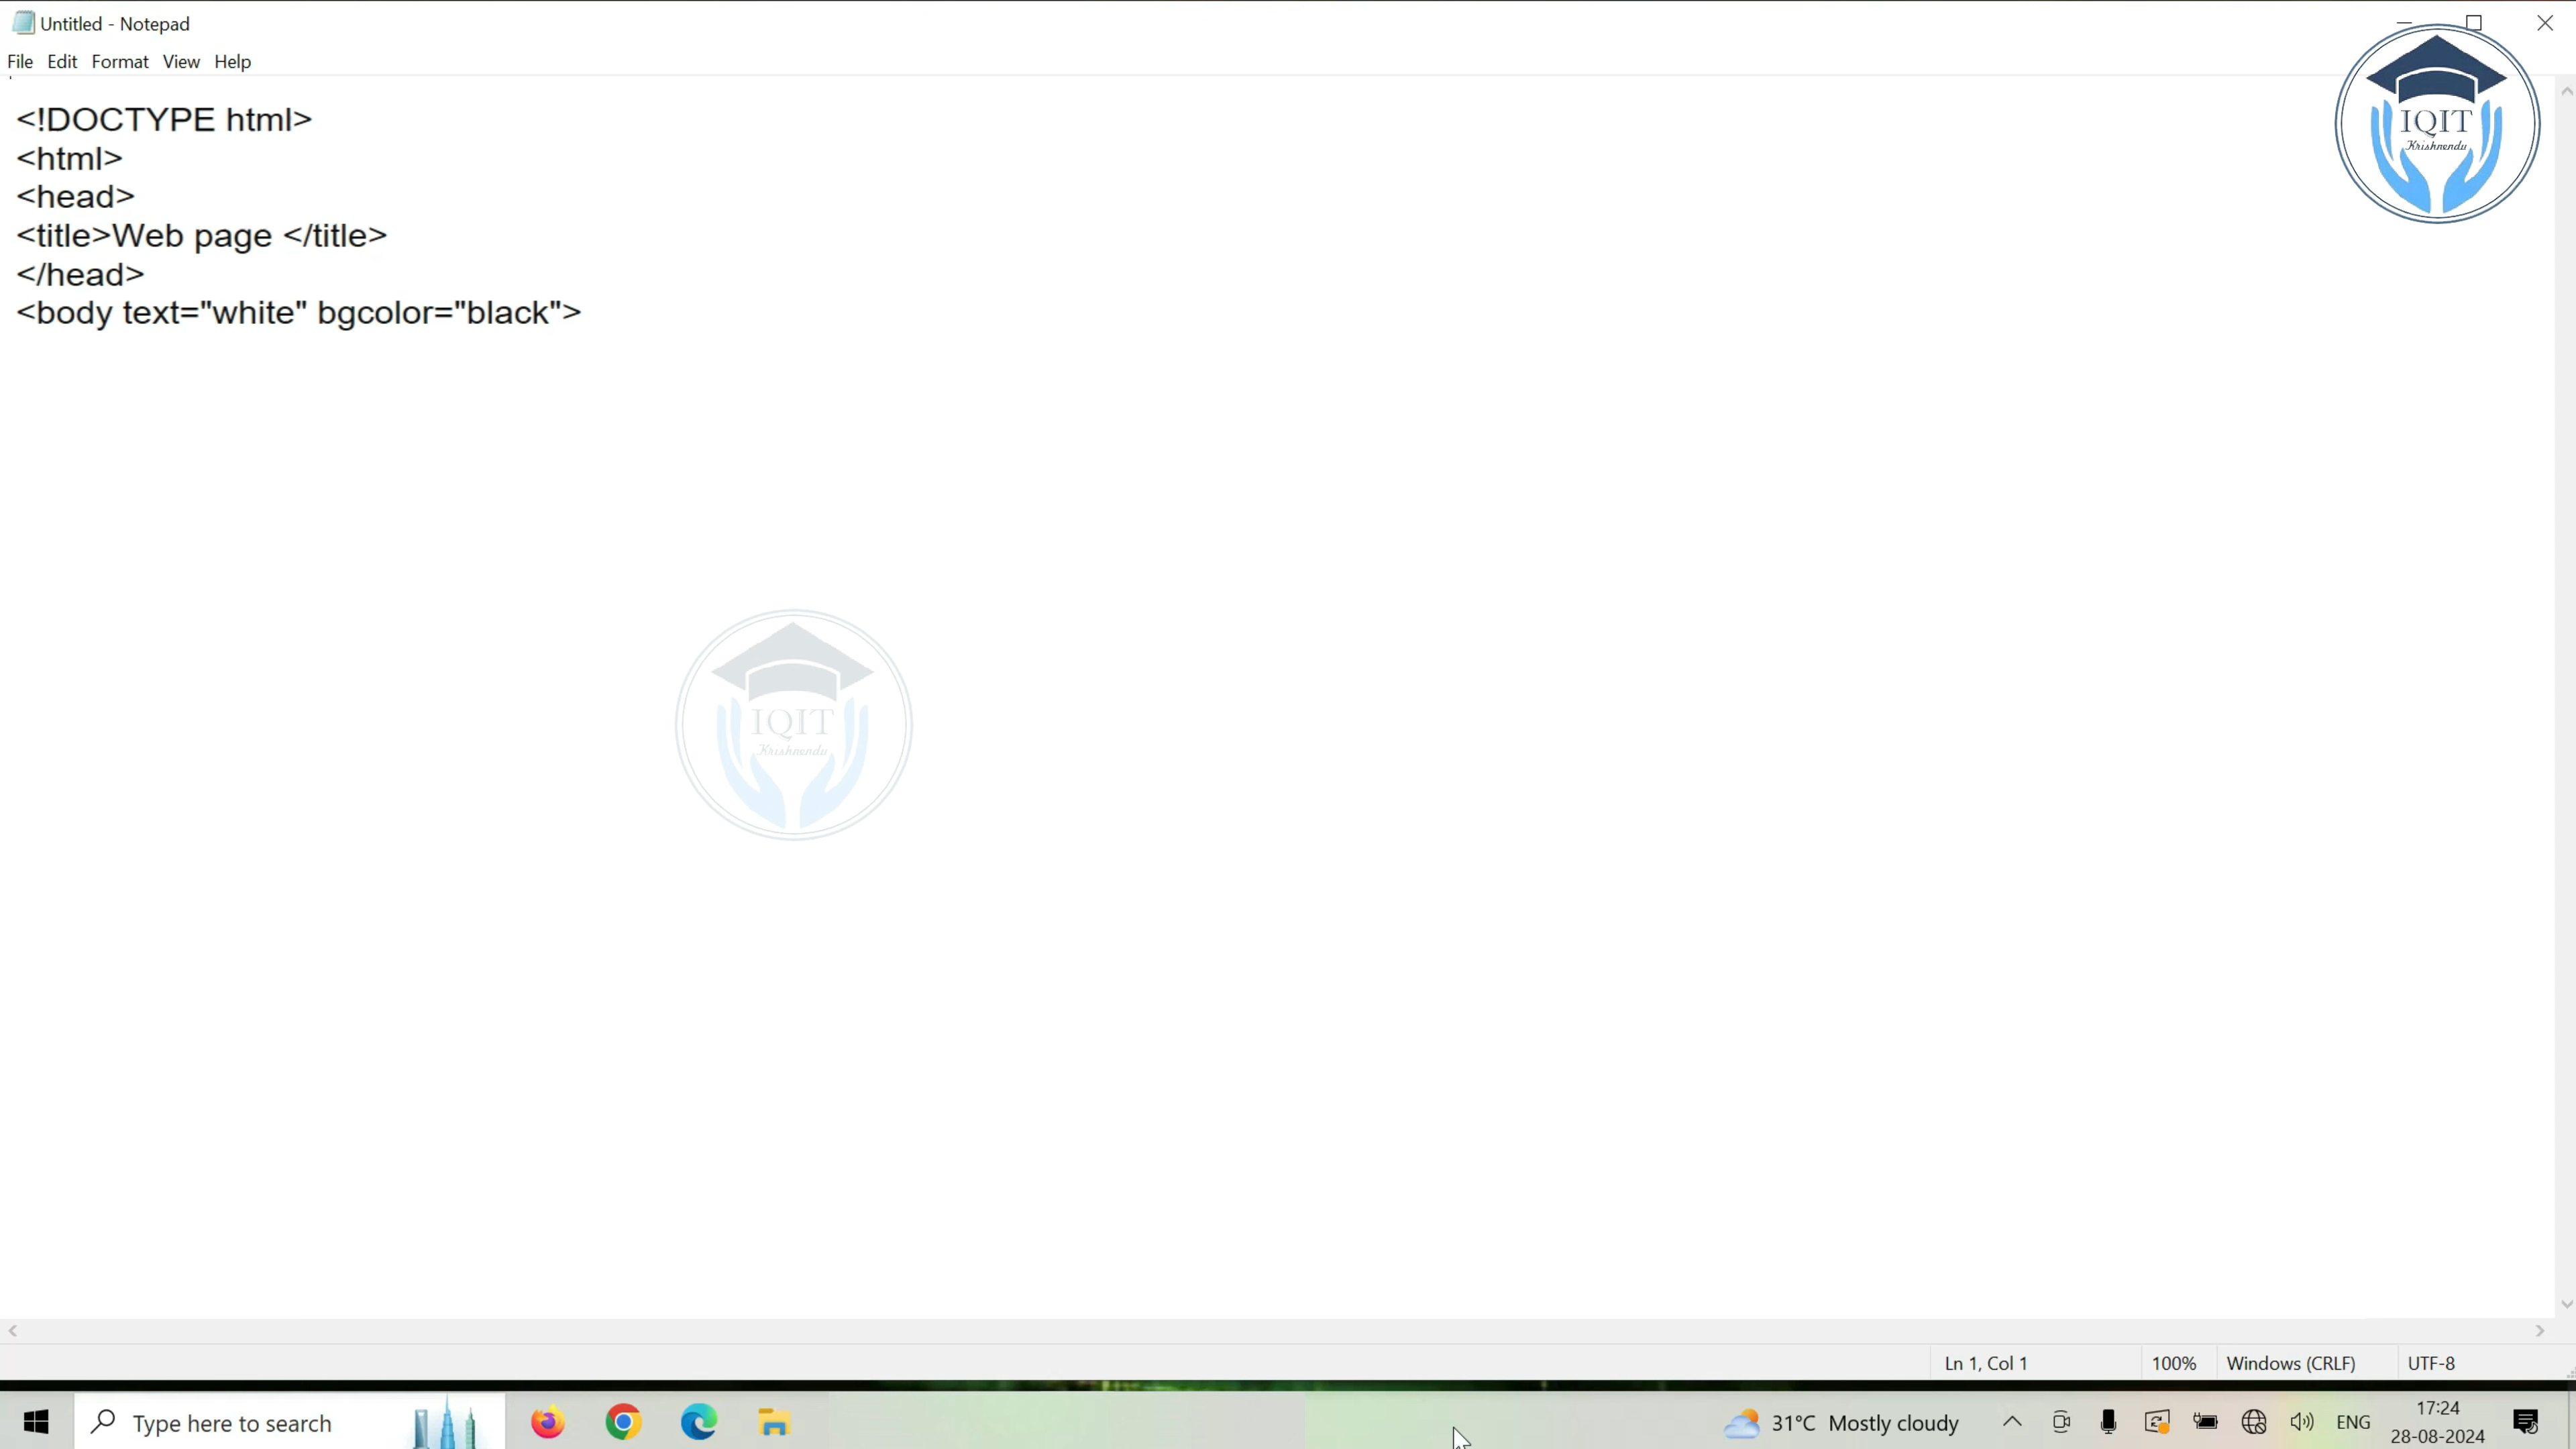 Untitled - Notepad
File Edit Format View Help
IQIT
Krishnendu
<!DOCTYPE html>
<html>
<head>
<title>Web page </title>
</head>
<body text="white" bgcolor="black">
IQIT
Krishnendu
Ln 1, Col 1 100% Windows (CRLF) UTF-8
Type here to search 31°C Mostly cloudy ENG 17:24
28-08-2024